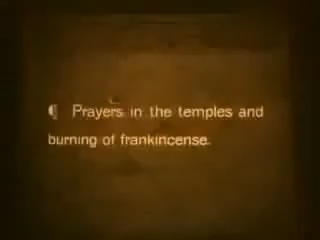 ¶ Prayers in the temples and
burning of frankincense.